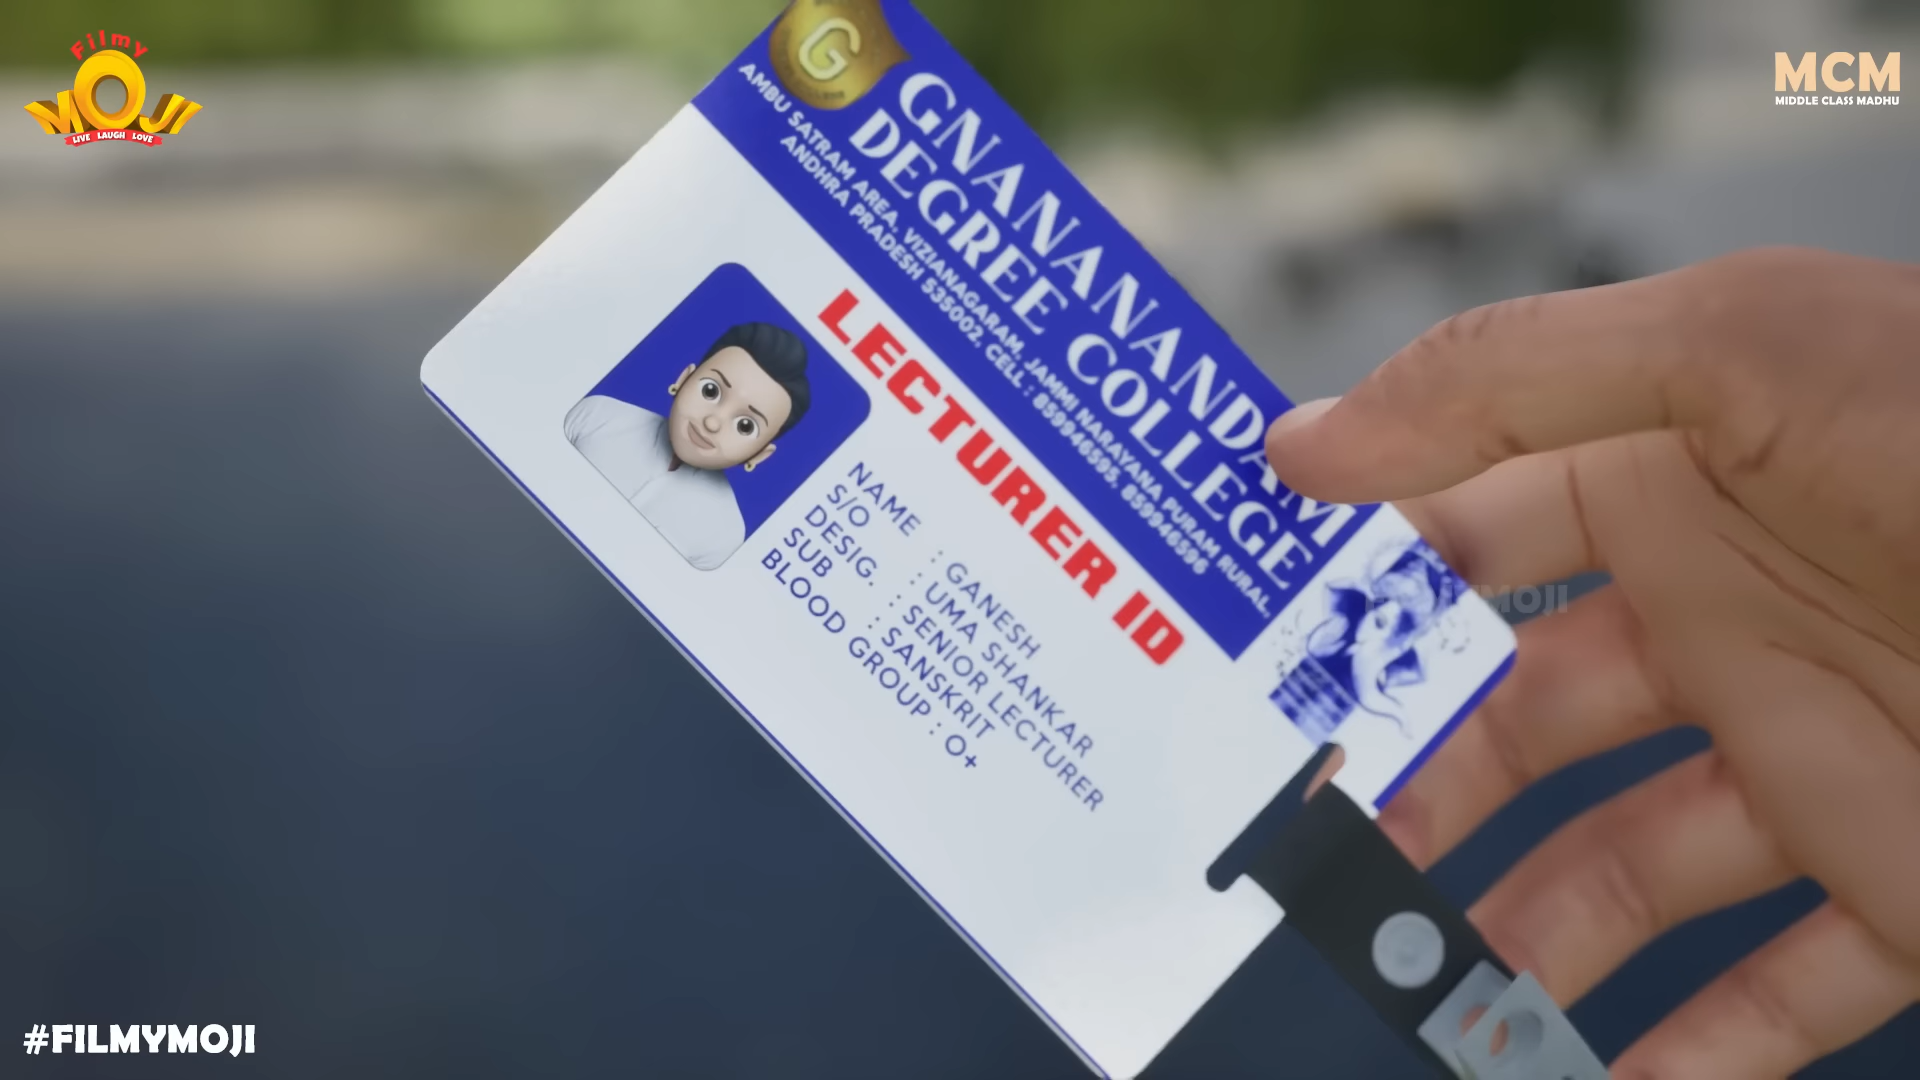 Filmy
MOJI
LIVE LAUGH LOVE
MCM
MIDDLE CLASS MADHU
G
GNANANANDAM
DEGREE COLLEGE
AMBU SATRAM AREA, VIZIANAGARAM, JAMMI NARAYANA PURAM RURAL,
ANDHRA PRADESH 535002, CELL : 859946595, 859946596
LECTURER ID
NAME : GANESH
S/O : UMA SHANKAR
DESIG. : SENIOR LECTURER
SUB : SANSKRIT
BLOOD GROUP : O+
#FILMYMOJI